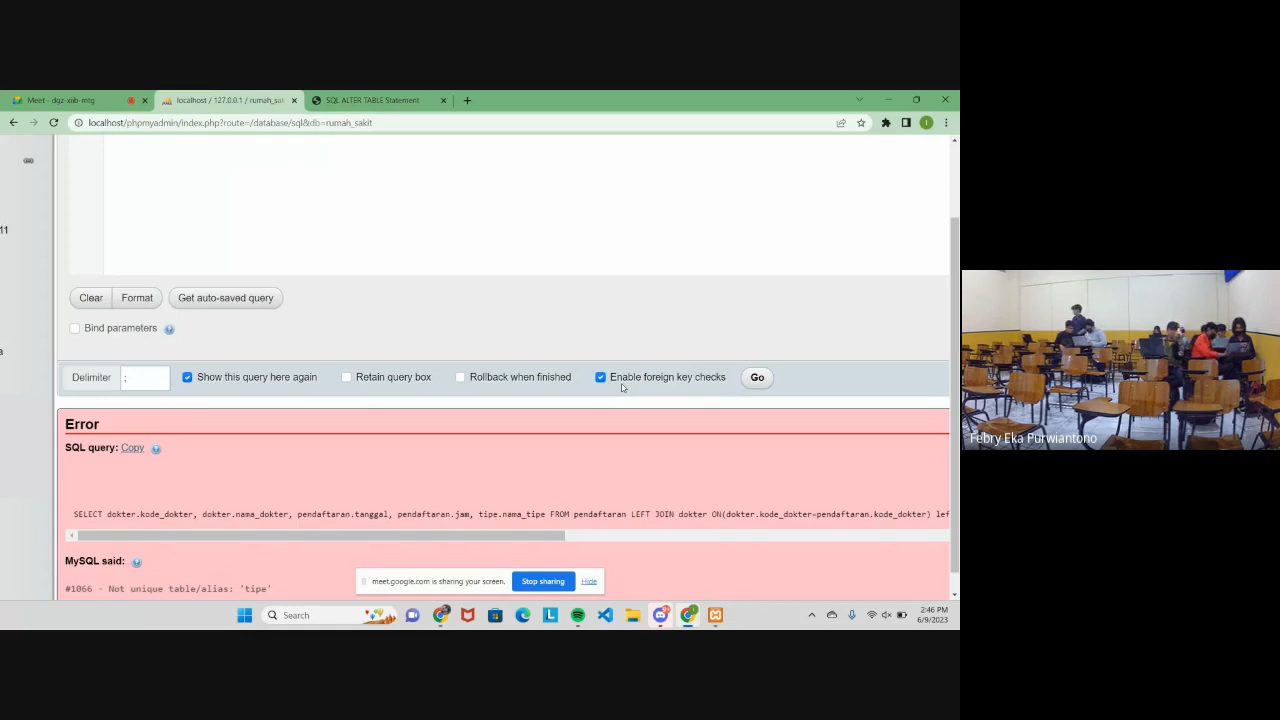 Meet - dgz-xiib-mtg
localhost / 127.0.0.1 / rumah_sak
SQL ALTER TABLE Statement
localhost/phpmyadmin/index.php?route=/database/sql&db=rumah_sakit
11
a
Clear
Format
Get auto-saved query
Bind parameters
Delimiter
;
Show this query here again
Retain query box
Rollback when finished
Enable foreign key checks
Go
Error
SQL query: Copy
SELECT dokter.kode_dokter, dokter.nama_dokter, pendaftaran.tanggal, pendaftaran.jam, tipe.nama_tipe FROM pendaftaran LEFT JOIN dokter ON(dokter.kode_dokter=pendaftaran.kode_dokter) lef
MySQL said:
#1066 - Not unique table/alias: 'tipe'
meet.google.com is sharing your screen.
Stop sharing
Hide
Search
2:46 PM
6/9/2023
Febry Eka Purwiantono